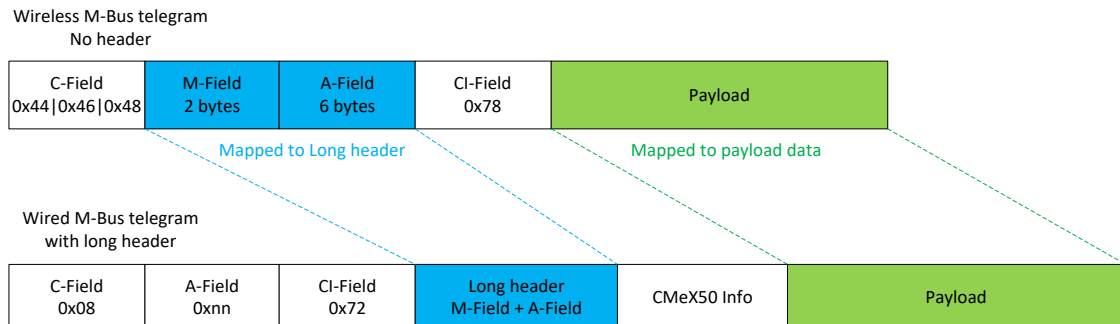 Wireless M-Bus telegram
No header
C-Field
0x44|0x46|0x48
M-Field
2 bytes
A-Field
6 bytes
CI-Field
0x78
Payload
Mapped to Long header
Mapped to payload data
Wired M-Bus telegram
with long header
C-Field
0x08
A-Field
0xnn
CI-Field
0x72
Long header
M-Field + A-Field
CMeX50 Info
Payload